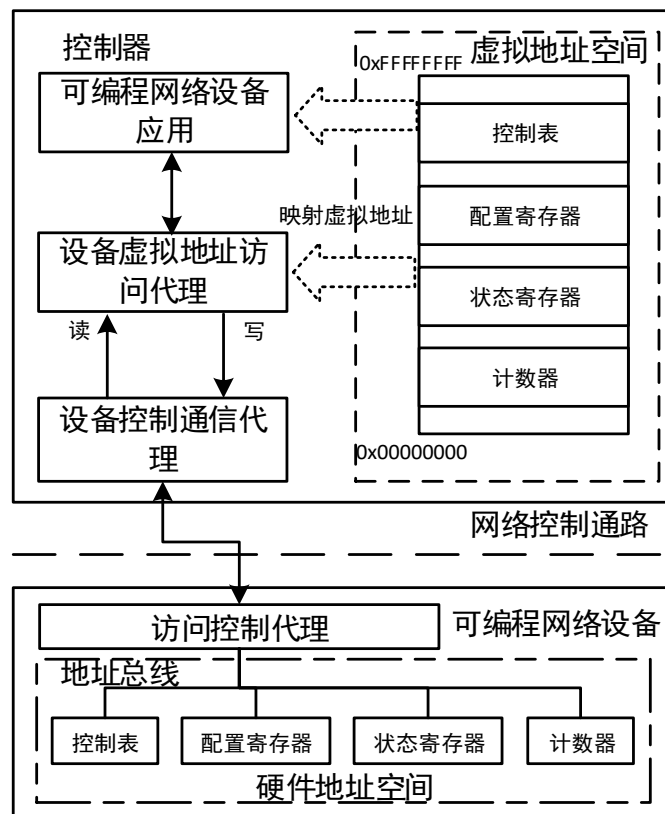 控制器
0xFFFFFFFF
虚拟地址空间
可编程网络设备
应用
控制表
映射虚拟地址
配置寄存器
设备虚拟地址访
问代理
状态寄存器
读
写
计数器
设备控制通信代
理
0x00000000
网络控制通路
访问控制代理
可编程网络设备
地址总线
控制表
配置寄存器
状态寄存器
计数器
硬件地址空间